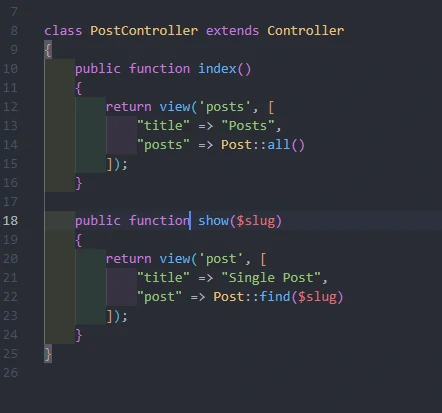 7
8 class PostController extends Controller
9 {
10     public function index()
11     {
12         return view('posts', [
13             "title" => "Posts",
14             "posts" => Post::all()
15         ]);
16     }
17
18     public function show($slug)
19     {
20         return view('post', [
21             "title" => "Single Post",
22             "post" => Post::find($slug)
23         ]);
24     }
25 }
26